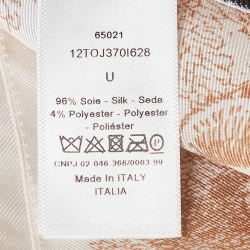 65021
12TOJ370I628
U
96% Soie - Silk - Seda
4% Polyester - Polyester -
Poliéster
CNPJ 02 046 366/0003 99
Made in ITALY
ITALIA